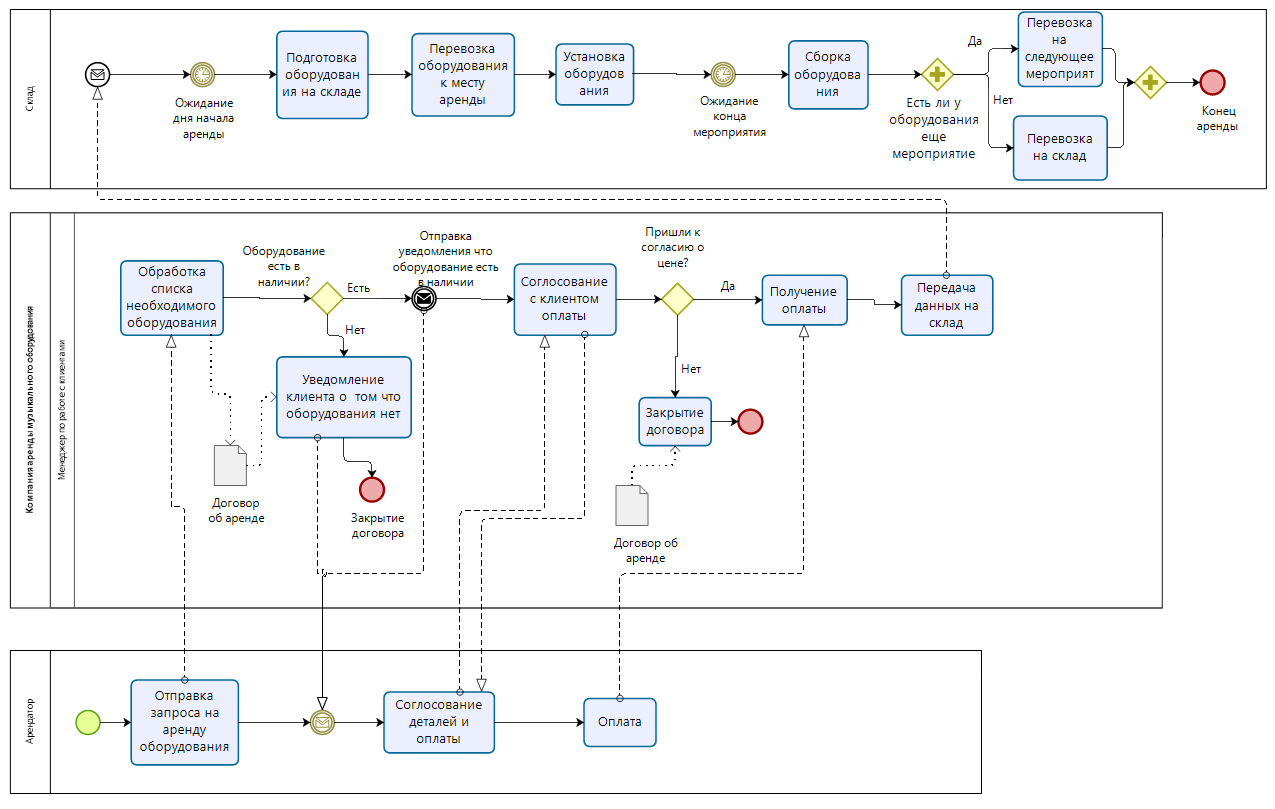 Склад
Ожидание
дня начала
аренды
Подготовка
оборудован
ия на складе
Перевозка
оборудования
к месту
аренды
Установка
оборудов
ания
Ожидание
конца
мероприятия
Сборка
оборудова
ния
Есть ли у
оборудования
еще
мероприятие
Да
Нет
Перевозка
на
следующее
мероприят
Перевозка
на склад
Конец
аренды
Компания аренды музыкального оборудования
Менеджер по работе с клиентами
Обработка
списка
необходимого
оборудования
Оборудование
есть в
наличии?
Есть
Нет
Отправка
уведомления что
оборудование есть
в наличии
Уведомление
клиента о  том что
оборудования нет
Договор
об аренде
Закрытие
договора
Соглосование
с клиентом
оплаты
Пришли к
согласию о
цене?
Да
Нет
Получение
оплаты
Передача
данных на
склад
Закрытие
договора
Договор об
аренде
Арендатор
Отправка
запроса на
аренду
оборудования
Соглосование
деталей и
оплаты
Оплата